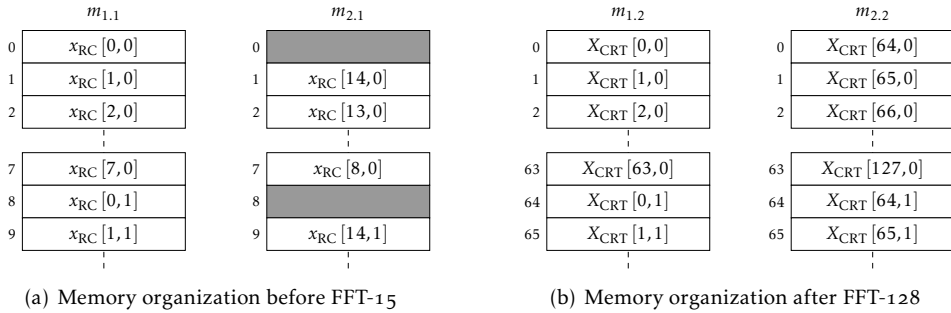 m1.1 m2.1 m1.2 m2.2
0 xRC [0,0] 0 0 XCRT [0,0] 0 XCRT [64,0]
1 xRC [1,0] 1 xRC [14,0] 1 XCRT [1,0] 1 XCRT [65,0]
2 xRC [2,0] 2 xRC [13,0] 2 XCRT [2,0] 2 XCRT [66,0]
7 xRC [7,0] 7 xRC [8,0] 63 XCRT [63,0] 63 XCRT [127,0]
8 xRC [0,1] 8 64 XCRT [0,1] 64 XCRT [64,1]
9 xRC [1,1] 9 xRC [14,1] 65 XCRT [1,1] 65 XCRT [65,1]
(a) Memory organization before FFT-15 (b) Memory organization after FFT-128